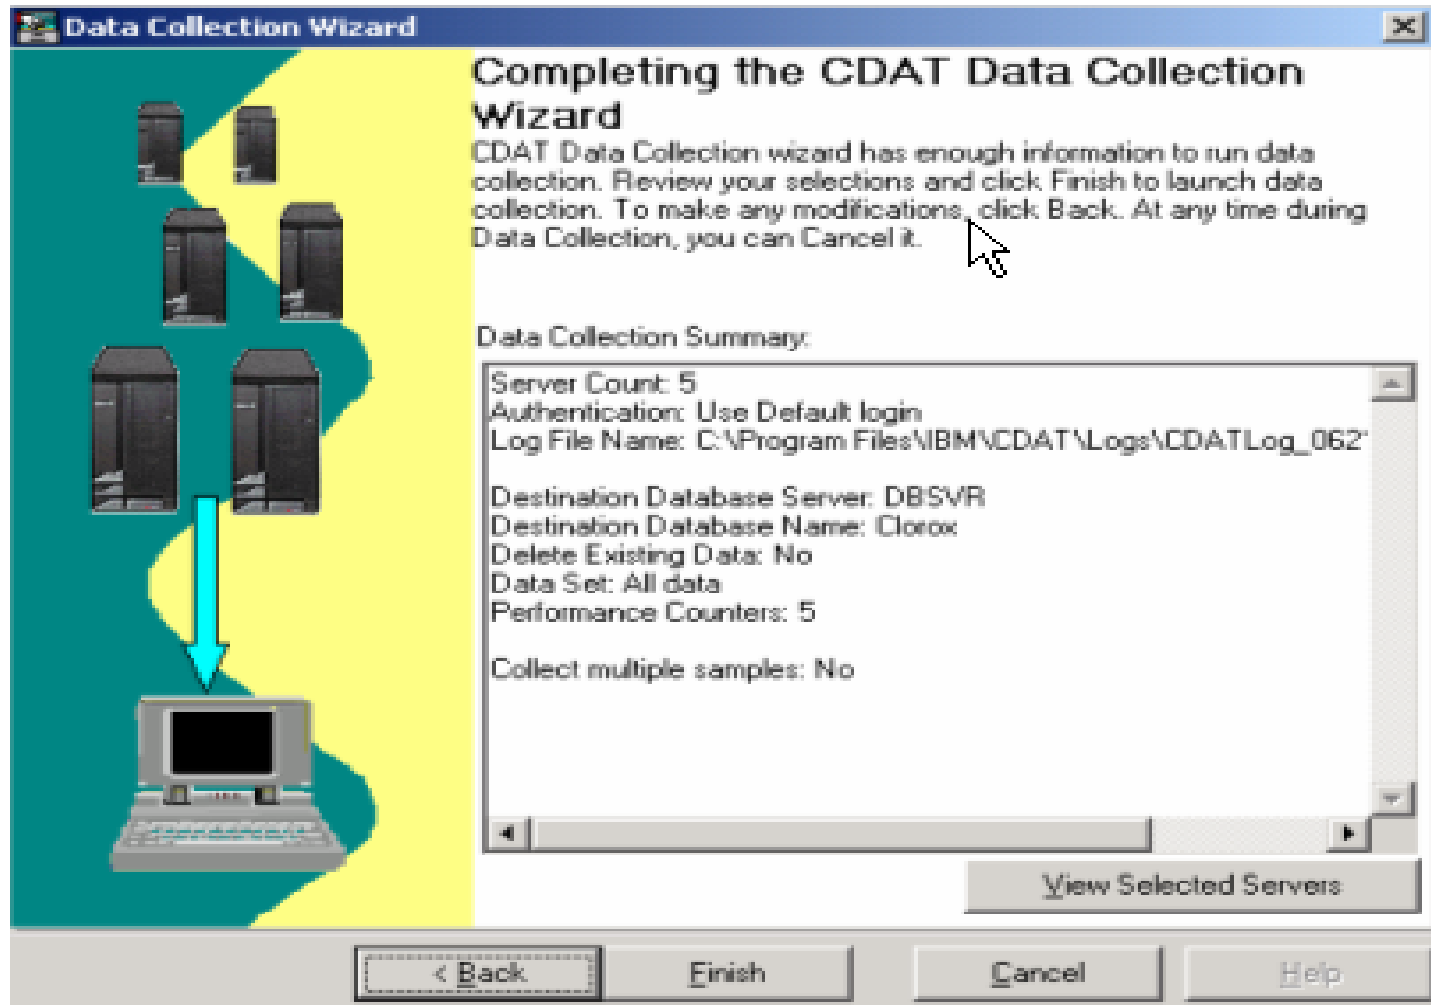 Data Collection Wizard
Completing the CDAT Data Collection
Wizard
CDAT Data Collection wizard has enough information to run data
collection. Review your selections and click Finish to launch data
collection. To make any modifications, click Back. At any time during
Data Collection, you can Cancel it.
Data Collection Summary:
Server Count: 5
Authentication: Use Default login
Log File Name: C:\Program Files\IBM\CDAT\Logs\CDATLog_062
Destination Database Server: DBSVR
Destination Database Name: Clorox
Delete Existing Data: No
Data Set: All data
Performance Counters: 5
Collect multiple samples: No
View Selected Servers
< Back
Finish
Cancel
Help